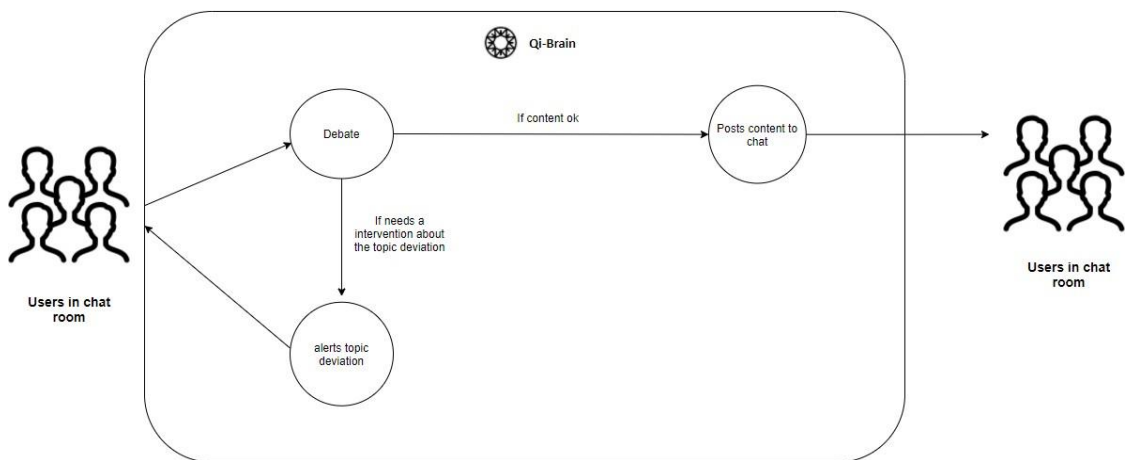 Qi-Brain
Debate
If content ok
Posts content to
chat
If needs a
intervention about
the topic deviation
alerts topic
deviation
Users in chat
room
Users in chat
room